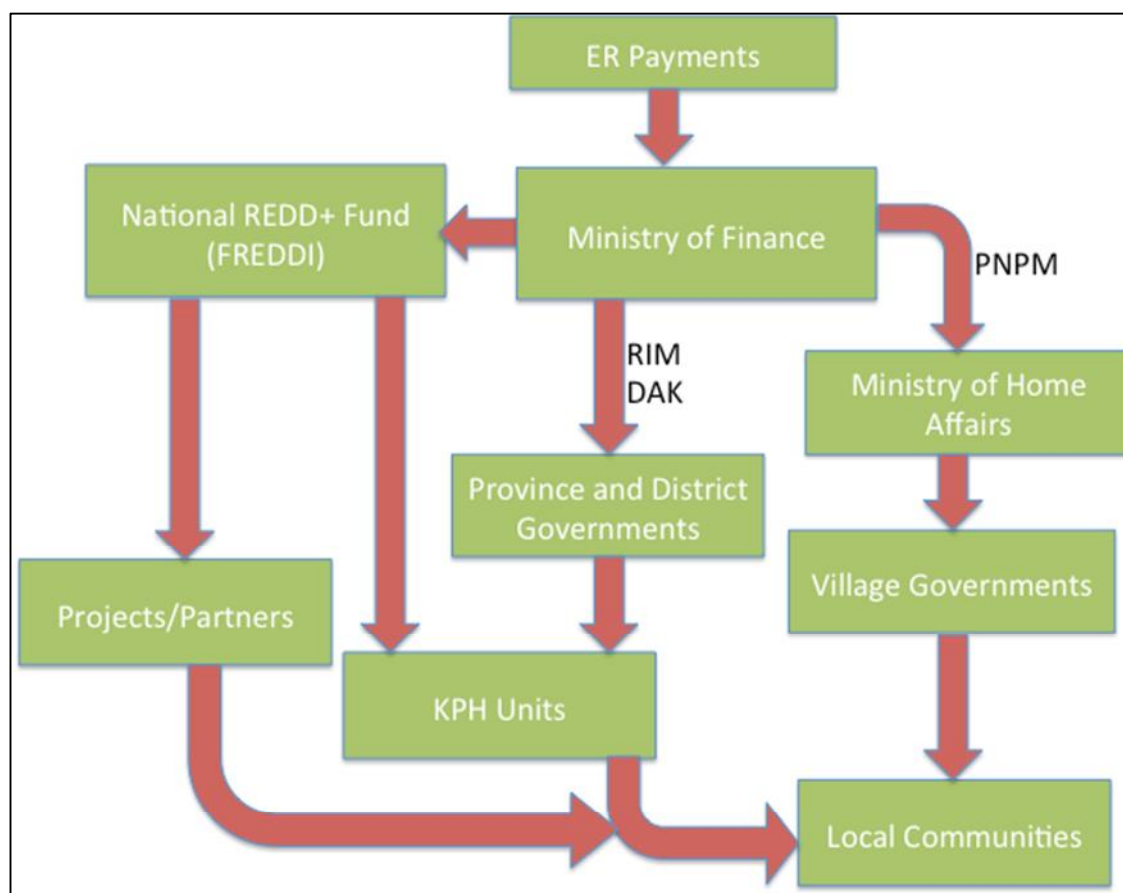 ER Payments
National REDD+ Fund
(FREDDI)
Ministry of Finance
PNPM
RIM
DAK
Ministry of Home
Affairs
Province and District
Governments
Village Governments
Projects/Partners
KPH Units
Local Communities